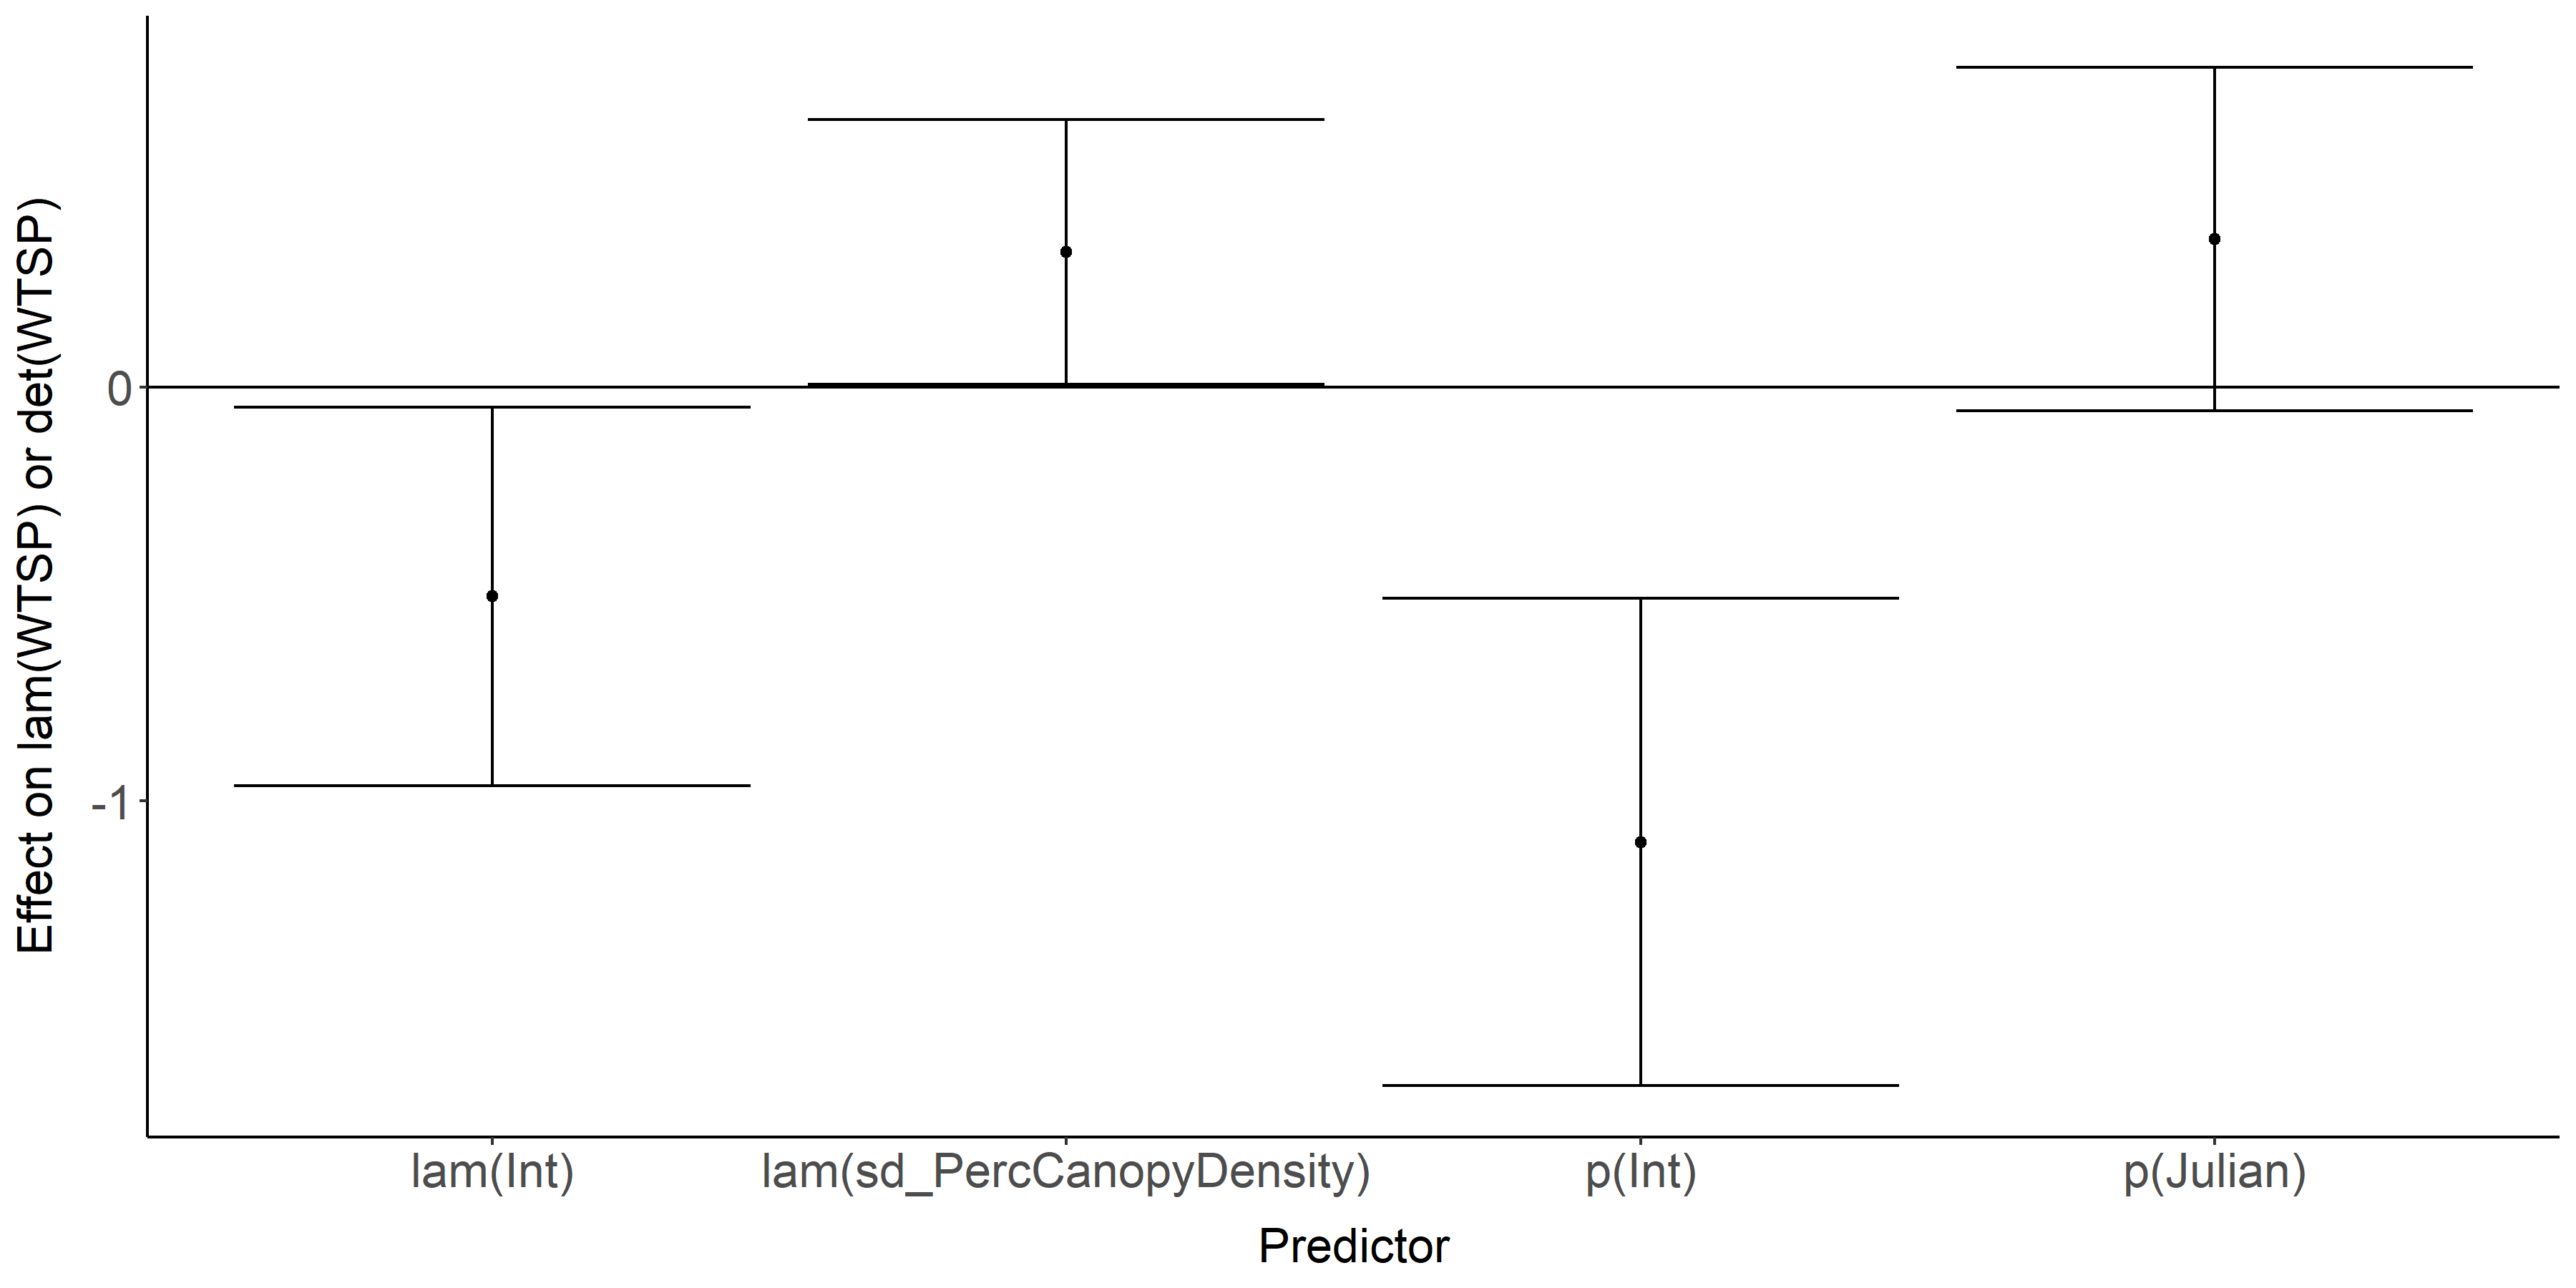 Effect on lam(WTSP) or det(WTSP)
0
-1
lam(Int)
lam(sd_PercCanopyDensity)
p(Int)
p(Julian)
Predictor